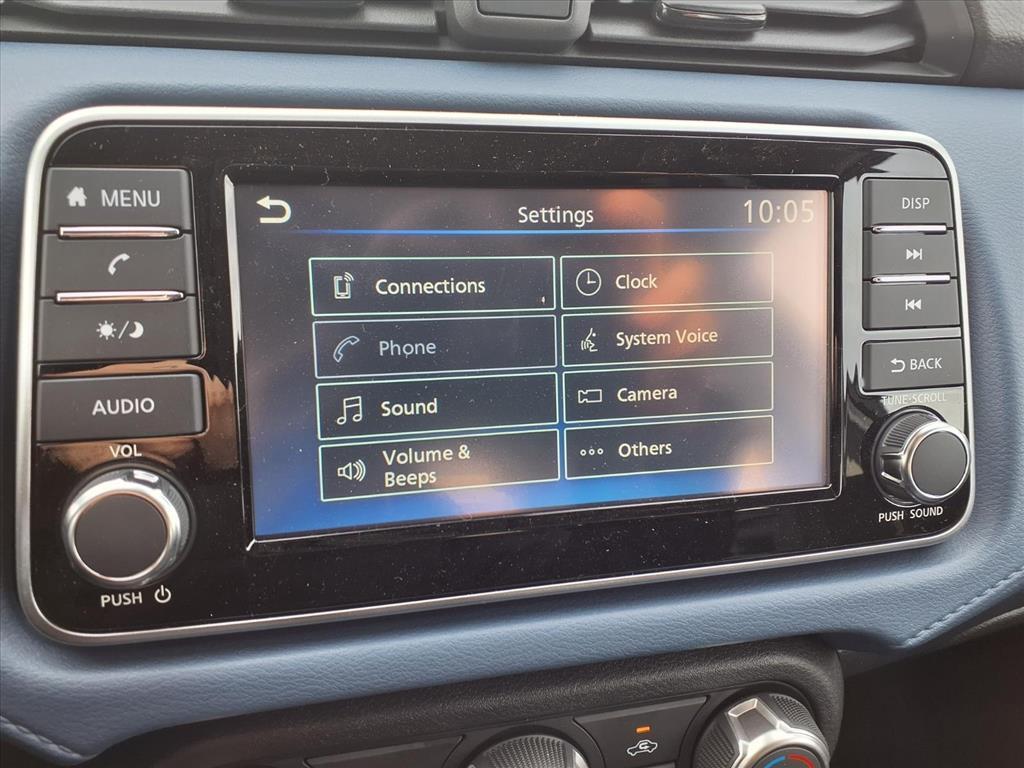 MENU
AUDIO
VOL
PUSH
Settings
10:05
Connections
Clock
Phone
System Voice
Sound
Camera
Volume &
Beeps
Others
DISP
BACK
TUNE·SCROLL
PUSH SOUND